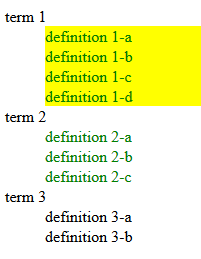 term 1
definition 1-a
definition 1-b
definition 1-c
definition 1-d
term 2
definition 2-a
definition 2-b
definition 2-c
term 3
definition 3-a
definition 3-b